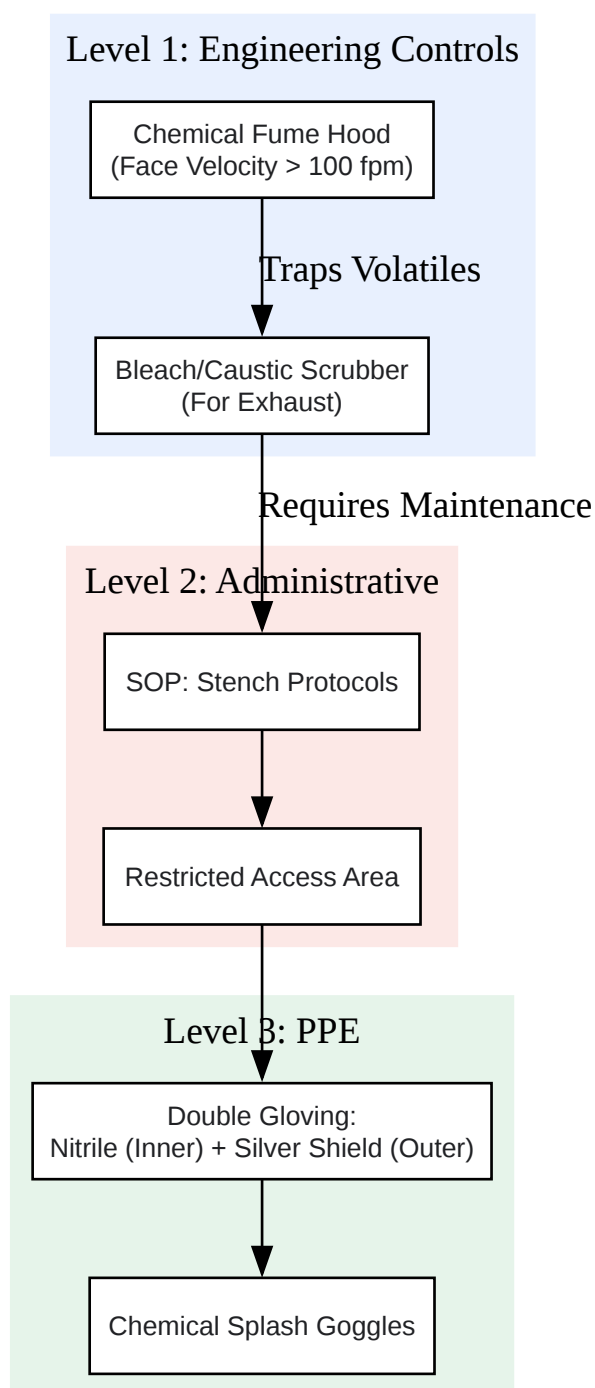 Level 1: Engineering Controls
Chemical Fume Hood
(Face Velocity > 100 fpm)
Traps Volatiles
Bleach/Caustic Scrubber
(For Exhaust)
Requires Maintenance
Level 2: Administrative
SOP: Stench Protocols
Restricted Access Area
Level 3: PPE
Double Gloving:
Nitrile (Inner) + Silver Shield (Outer)
Chemical Splash Goggles